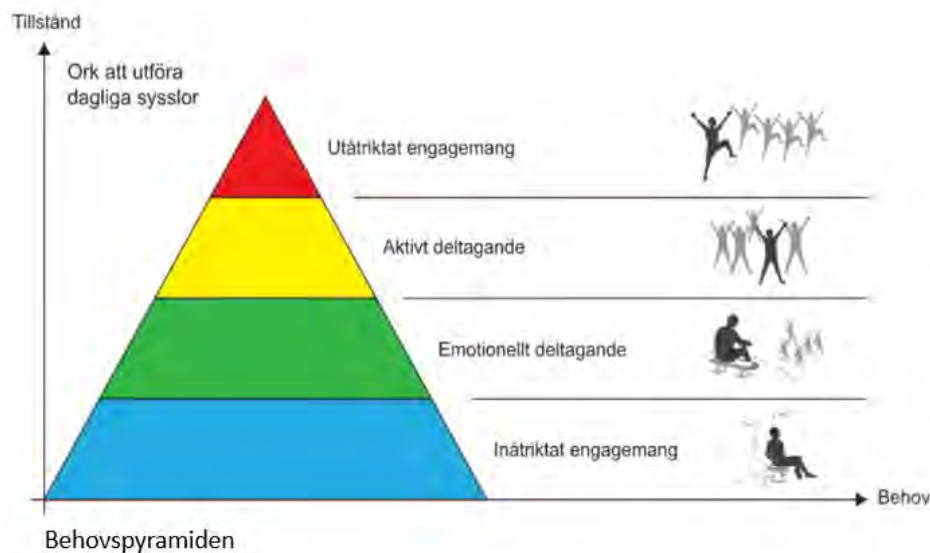 Tillstånd
Ork att utföra
dagliga sysslor
Utåtriktat engagemang
Aktivt deltagande
Emotionellt deltagande
Inåtriktat engagemang
Behov
Behovspyramiden